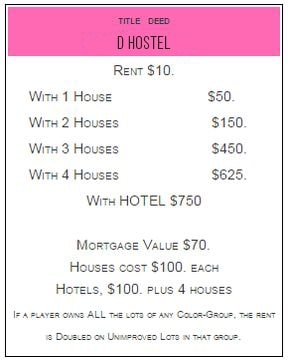 TITLE DEED
D HOSTEL
RENT $10.
WITH 1 HOUSE $50.
WITH 2 HOUSES $150.
WITH 3 HOUSES $450.
WITH 4 HOUSES $625.
WITH HOTEL $750
MORTGAGE VALUE $70.
HOUSES COST $100. EACH
HOTELS, $100. PLUS 4 HOUSES
IF A PLAYER OWNS ALL THE LOTS OF ANY COLOR-GROUP, THE RENT
IS DOUBLED ON UNIMPROVED LOTS IN THAT GROUP.